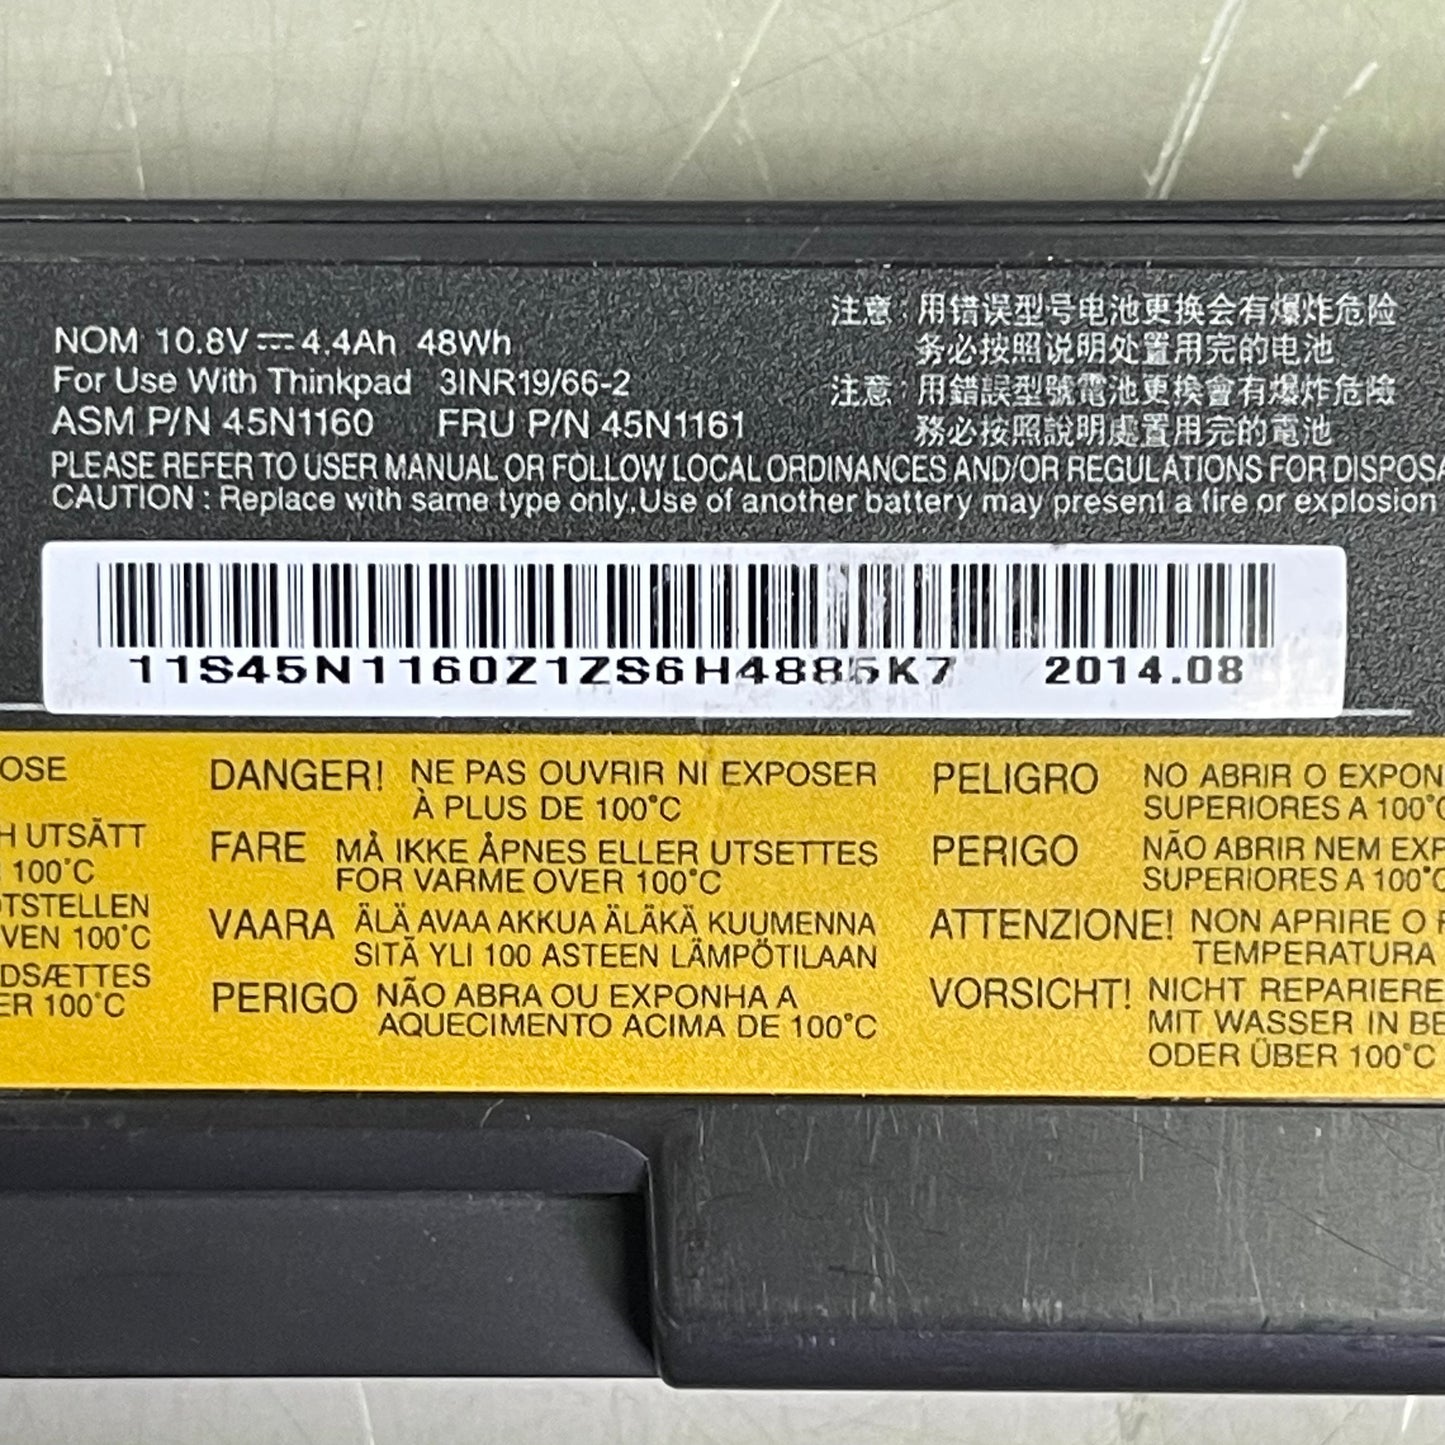 NOM 10.8V⎓4.4Ah 48Wh
For Use With Thinkpad 3INR19/66-2
ASM P/N 45N1160 FRU P/N 45N1161
注意：用错误型号电池更换会有爆炸危险
务必按照说明处置用完的电池
注意：用錯誤型號電池更換會有爆炸危險
務必按照說明處置用完的電池
PLEASE REFER TO USER MANUAL OR FOLLOW LOCAL ORDINANCES AND/OR REGULATIONS FOR DISPOSA
CAUTION : Replace with same type only.Use of another battery may present a fire or explosion
11S45N1160Z1ZS6H4885K7 2014.08
OSE
H UTSÄTT
100°C
OTSTELLEN
VEN 100°C
DSÆTTES
ER 100°C
DANGER! NE PAS OUVRIR NI EXPOSER
À PLUS DE 100°C
FARE MÅ IKKE ÅPNES ELLER UTSETTES
FOR VARME OVER 100°C
VAARA ÄLÄ AVAA AKKUA ÄLÄKÄ KUUMENNA
SITÄ YLI 100 ASTEEN LÄMPÖTILAAN
PERIGO NÃO ABRA OU EXPONHA A
AQUECIMENTO ACIMA DE 100°C
PELIGRO NO ABRIR O EXPON
SUPERIORES A 100°C
PERIGO NÃO ABRIR NEM EXP
SUPERIORES A 100°C
ATTENZIONE! NON APRIRE O
TEMPERATURA
VORSICHT! NICHT REPARIERE
MIT WASSER IN BE
ODER ÜBER 100°C